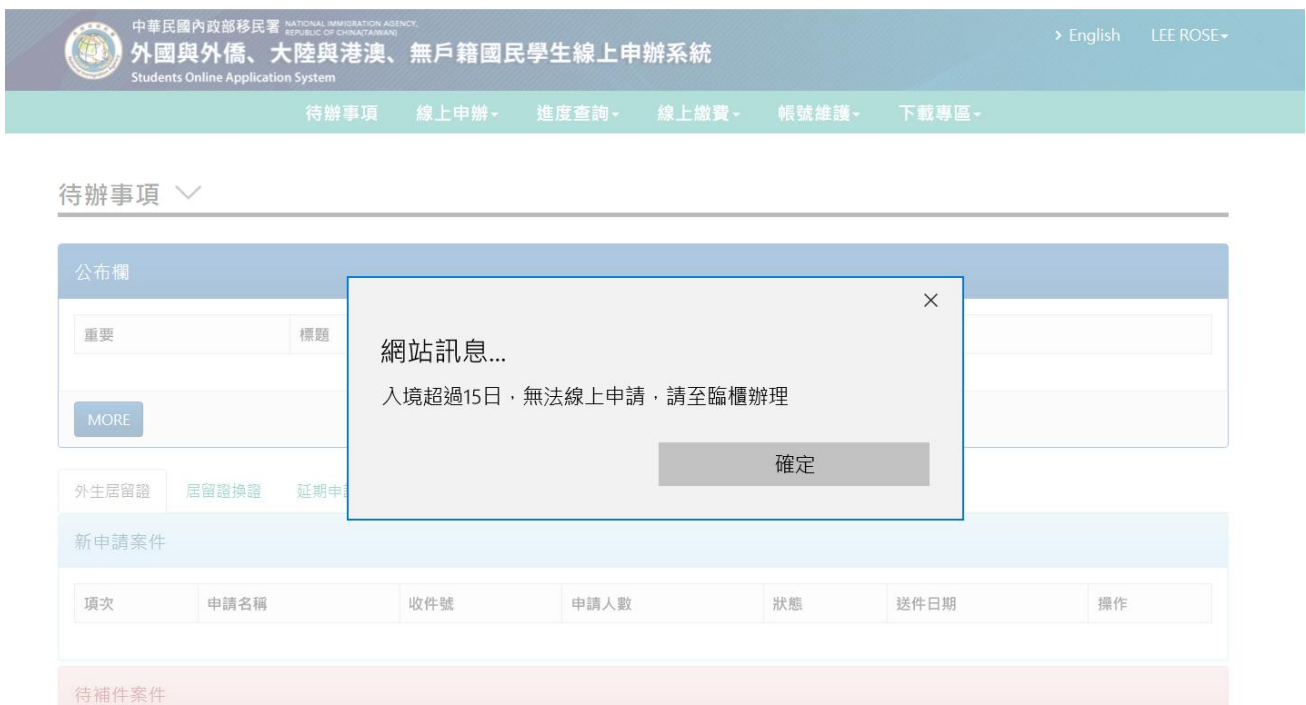 中華民國內政部移民署 NATIONAL IMMIGRATION AGENCY,
REPUBLIC OF CHINA(TAIWAN)
外國與外僑、大陸與港澳、無戶籍國民學生線上申辦系統
Students Online Application System
> English LEE ROSE
待辦事項 線上申辦 進度查詢 線上繳費 帳號維護 下載專區
待辦事項
公布欄
重要 標題
網站訊息...
入境超過15日，無法線上申請，請至臨櫃辦理
確定
MORE
外生居留證 居留證換證 延期申
新申請案件
項次 申請名稱 收件號 申請人數 狀態 送件日期 操作
待補件案件